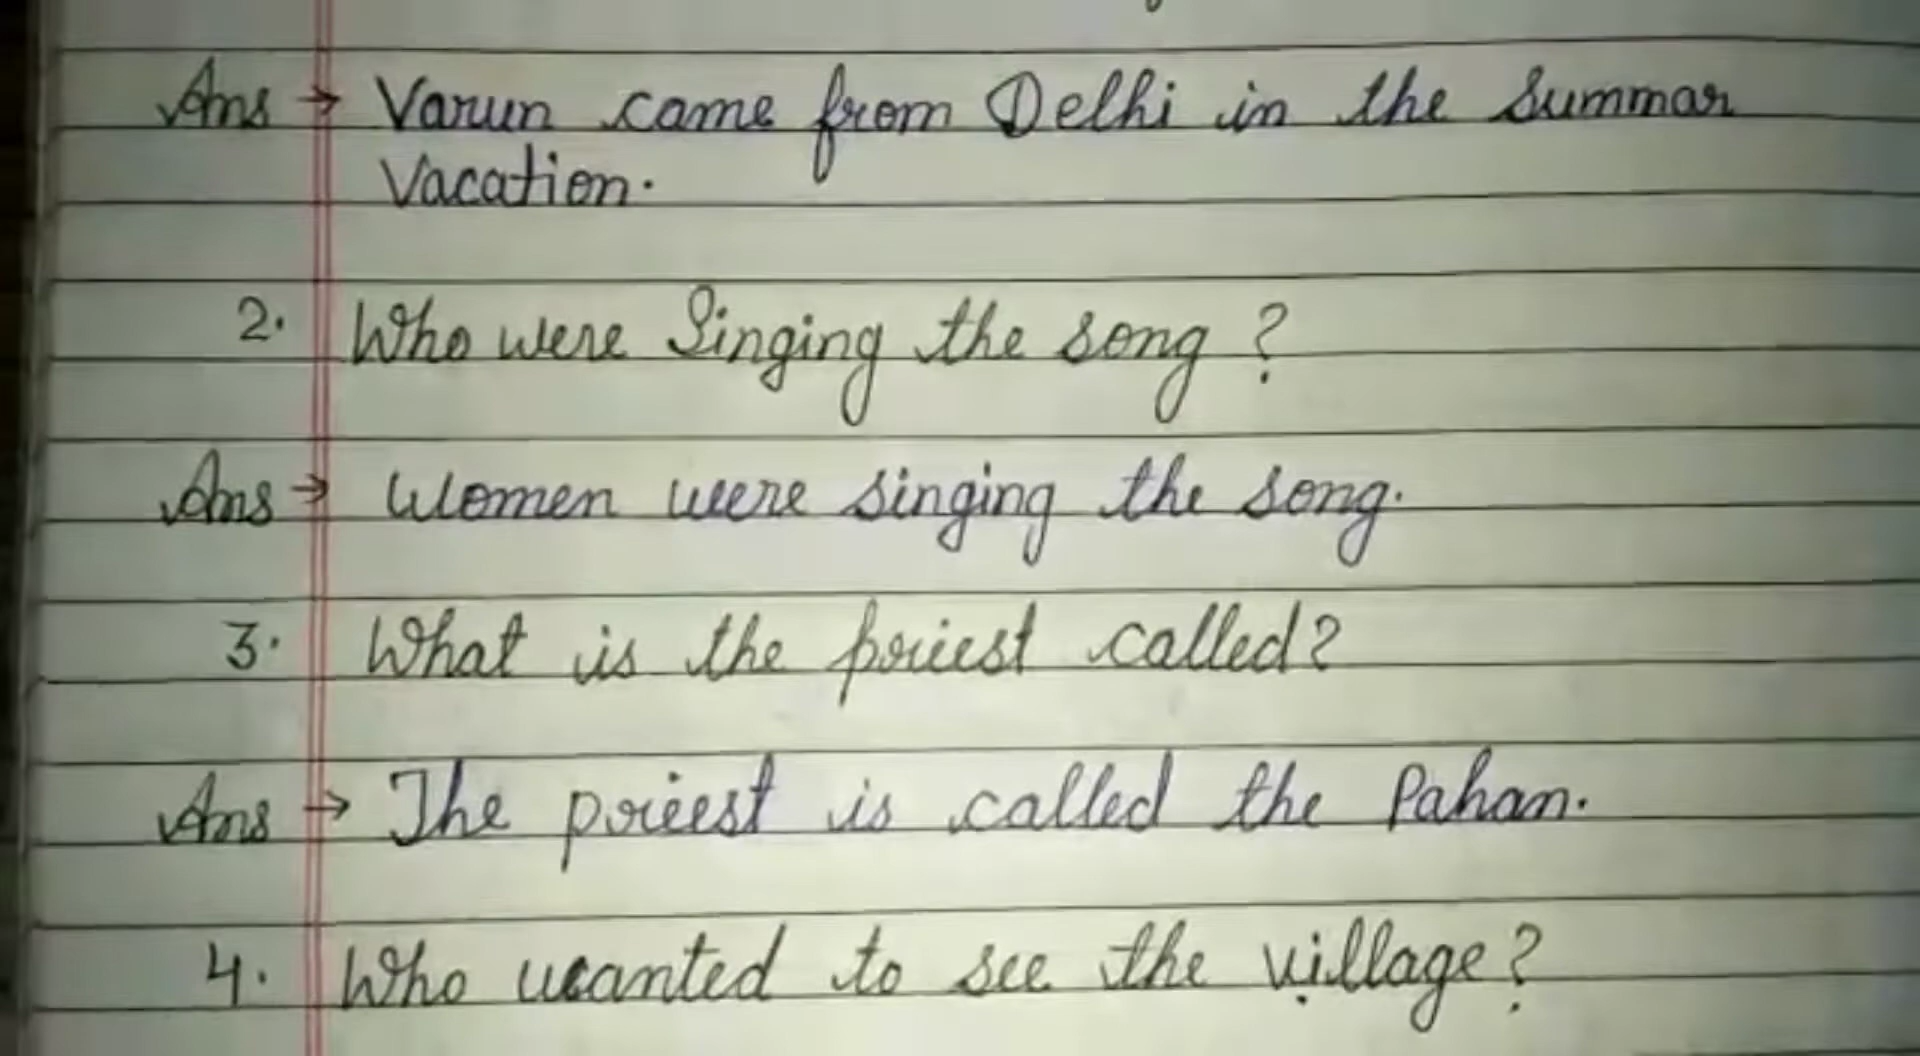 Ans → Varun came from Delhi in the Summar
Vacation.
2. Who were Singing the song ?
Ans → Women were singing the song.
3. What is the priest called?
Ans → The prieest is called the Pahan.
4. Who wanted to see the village?